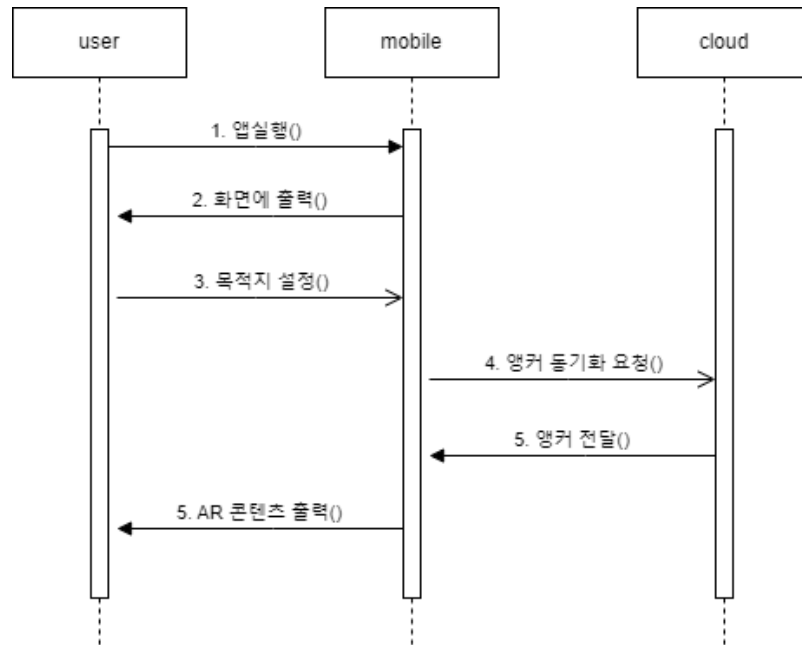 user
mobile
cloud
1. 앱실행()
2. 화면에 출력()
3. 목적지 설정()
4. 앵커 동기화 요청()
5. 앵커 전달()
5. AR 콘텐츠 출력()